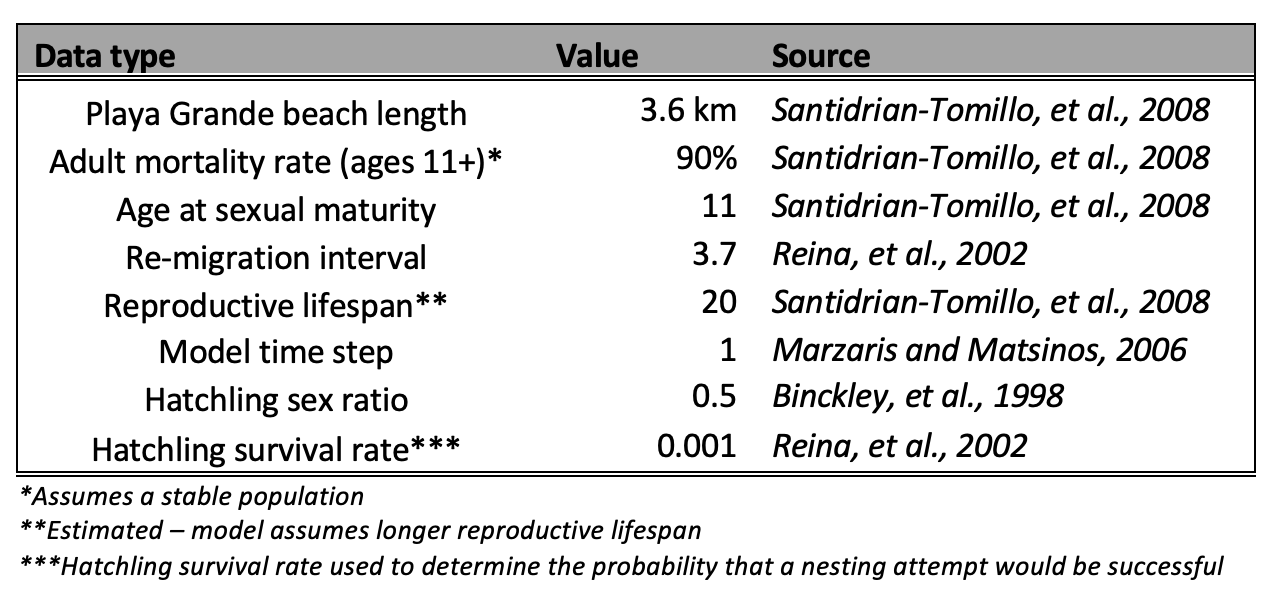 Data type Value Source
Playa Grande beach length 3.6 km Santidrian-Tomillo, et al., 2008
Adult mortality rate (ages 11+)* 90% Santidrian-Tomillo, et al., 2008
Age at sexual maturity 11 Santidrian-Tomillo, et al., 2008
Re-migration interval 3.7 Reina, et al., 2002
Reproductive lifespan** 20 Santidrian-Tomillo, et al., 2008
Model time step 1 Marzaris and Matsinos, 2006
Hatchling sex ratio 0.5 Binckley, et al., 1998
Hatchling survival rate*** 0.001 Reina, et al., 2002
*Assumes a stable population
**Estimated – model assumes longer reproductive lifespan
***Hatchling survival rate used to determine the probability that a nesting attempt would be successful